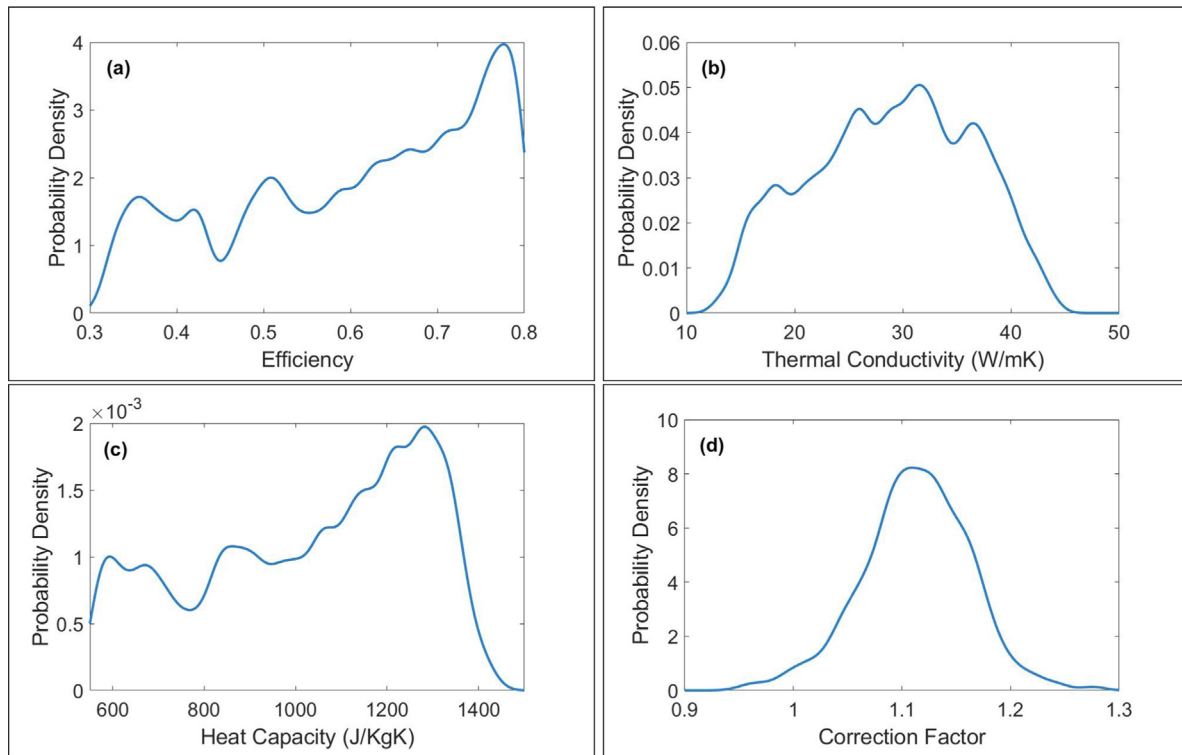 (a)
Probability Density
4
3
2
1
0
0.3 0.4 0.5 0.6 0.7 0.8
Efficiency
(b)
Probability Density
0.06
0.05
0.04
0.03
0.02
0.01
0
10 20 30 40 50
Thermal Conductivity (W/mK)
(c)
×10-3
Probability Density
2
1.5
1
0.5
0
600 800 1000 1200 1400
Heat Capacity (J/KgK)
(d)
Probability Density
10
8
6
4
2
0
0.9 1 1.1 1.2 1.3
Correction Factor